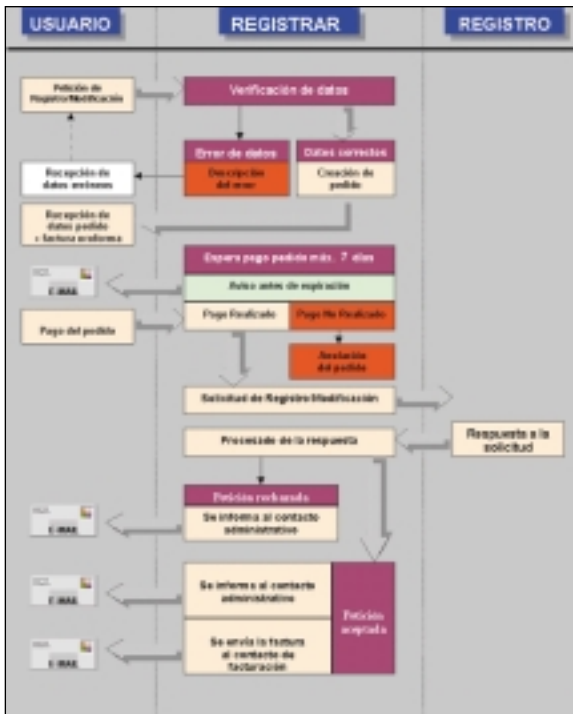 USUARIO
REGISTRAR
REGISTRO
Petición de
Registro/Modificación
Verificación de datos
Error de datos
Descripción
del error
Datos correctos
Creación de
pedido
Recepción de
datos erróneos
Recepción de
datos pedido
+ factura proforma
Espera pago pedido máx. 7 días
Aviso antes de expiración
E-MAIL
Pago Realizado
Pago No Realizado
Pago del pedido
Anulación
del pedido
Solicitud de Registro/Modificación
Procesado de la respuesta
Respuesta a la
solicitud
Petición rechazada
Se informa al contacto
administrativo
E-MAIL
Se informa al contacto
administrativo
E-MAIL
Petición
aceptada
Se envía la factura
al contacto de
facturación
E-MAIL